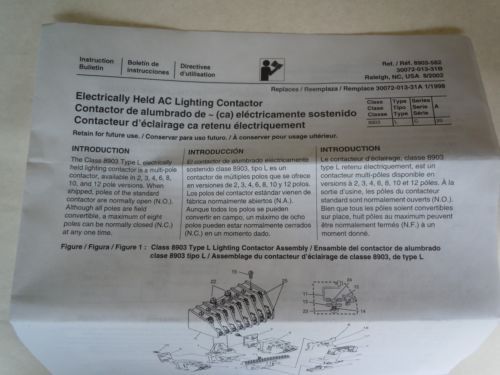 Instruction
Bulletin
Boletín de
instrucciones
Directives
d'utilisation
Ref. / Réf. 8903-582
30072-013-31B
Raleigh, NC, USA 5/2003
Replaces / Reemplaza / Remplace 30072-013-31A 1/1998
Electrically Held AC Lighting Contactor
Contactor de alumbrado de ~ (ca) eléctricamente sostenido
Contacteur d'éclairage ca retenu électriquement
Class Type Series
Clase Tipo Serie A
Classe Type Série
8903 L
Retain for future use. / Conservar para uso futuro. / À conserver pour usage ultérieur.
INTRODUCTION
The Class 8903 Type L electrically
held lighting contactor is a multi-pole
contactor, available in 2, 3, 4, 6, 8,
10, and 12 pole versions. When
shipped, poles of the standard
contactor are normally open (N.O.).
Although all poles are field
convertible, a maximum of eight
poles can be normally closed (N.C.)
at any one time.
INTRODUCCIÓN
El contactor de alumbrado eléctricamente
sostenido clase 8903, tipo L es un
contactor de múltiples polos que se ofrece
en versiones de 2, 3, 4, 6, 8, 10 y 12 polos.
Los polos del contactor estándar vienen de
fábrica normalmente abiertos (N.A.).
Aunque todos los polos se pueden
convertir en campo, un máximo de ocho
polos pueden estar normalmente cerrados
(N.C.) en un momento dado.
INTRODUCTION
Le contacteur d'éclairage, classe 8903
type L retenu électriquement, est un
contacteur multi-pôles disponible en
versions à 2, 3, 4, 6, 8, 10 et 12 pôles. À la
sortie d'usine, les pôles du contacteur
standard sont normalement ouverts (N.O.).
Bien que tous les pôles soient convertibles
sur place, huit pôles au maximum peuvent
être normalement fermés (N.F.) à un
moment donné.
Figure / Figura / Figure 1 : Class 8903 Type L Lighting Contactor Assembly / Ensamble del contactor de alumbrado
clase 8903 tipo L / Assemblage du contacteur d'éclairage de classe 8903, de type L